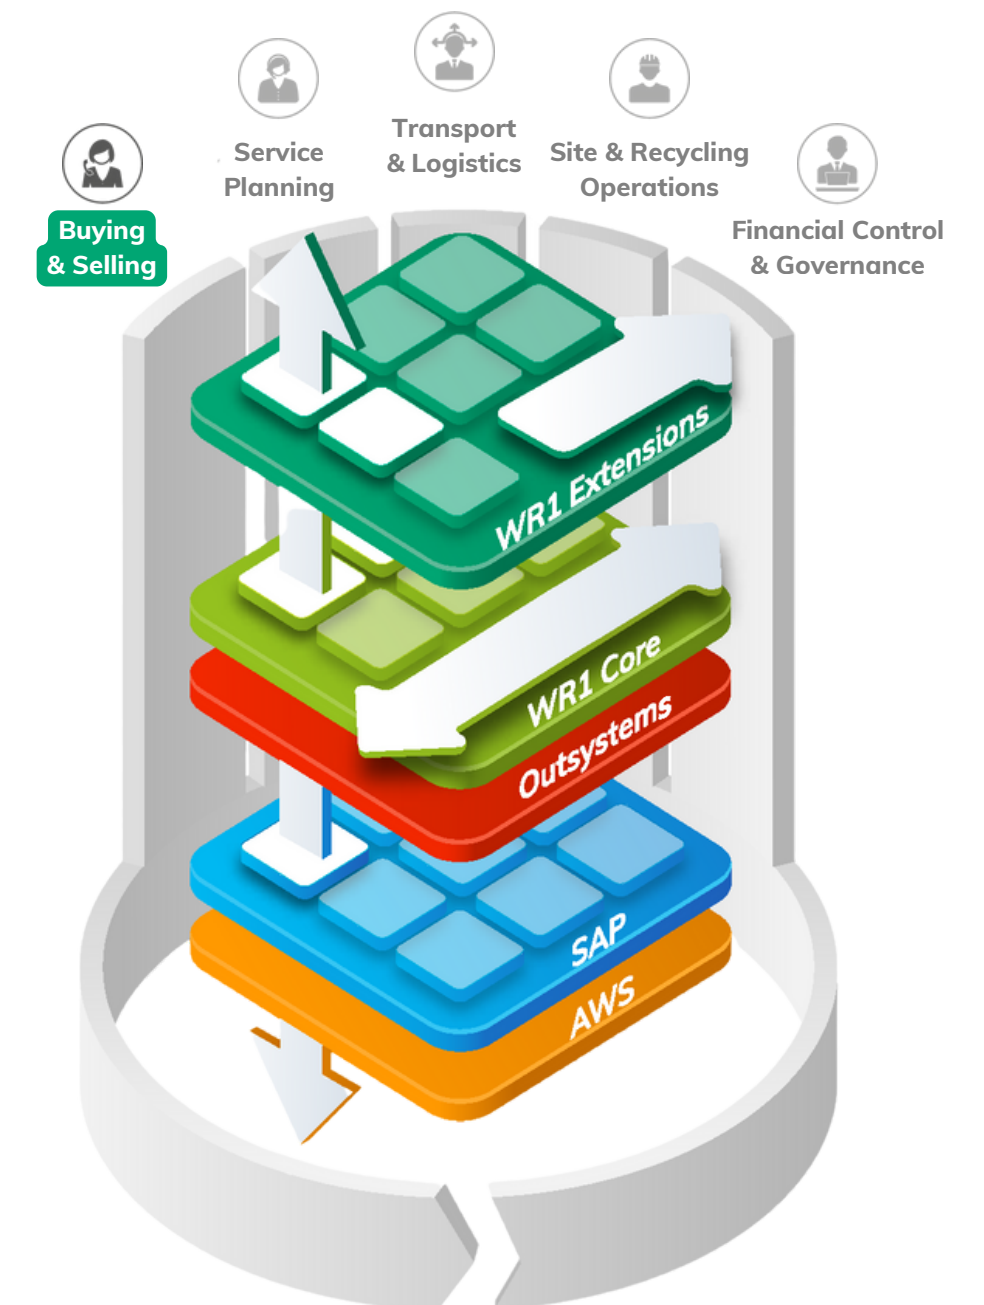 Transport
& Logistics
Service
Planning
Site & Recycling
Operations
Buying
& Selling
Financial Control
& Governance
WR1 Extensions
WR1 Core
Outsystems
SAP
AWS